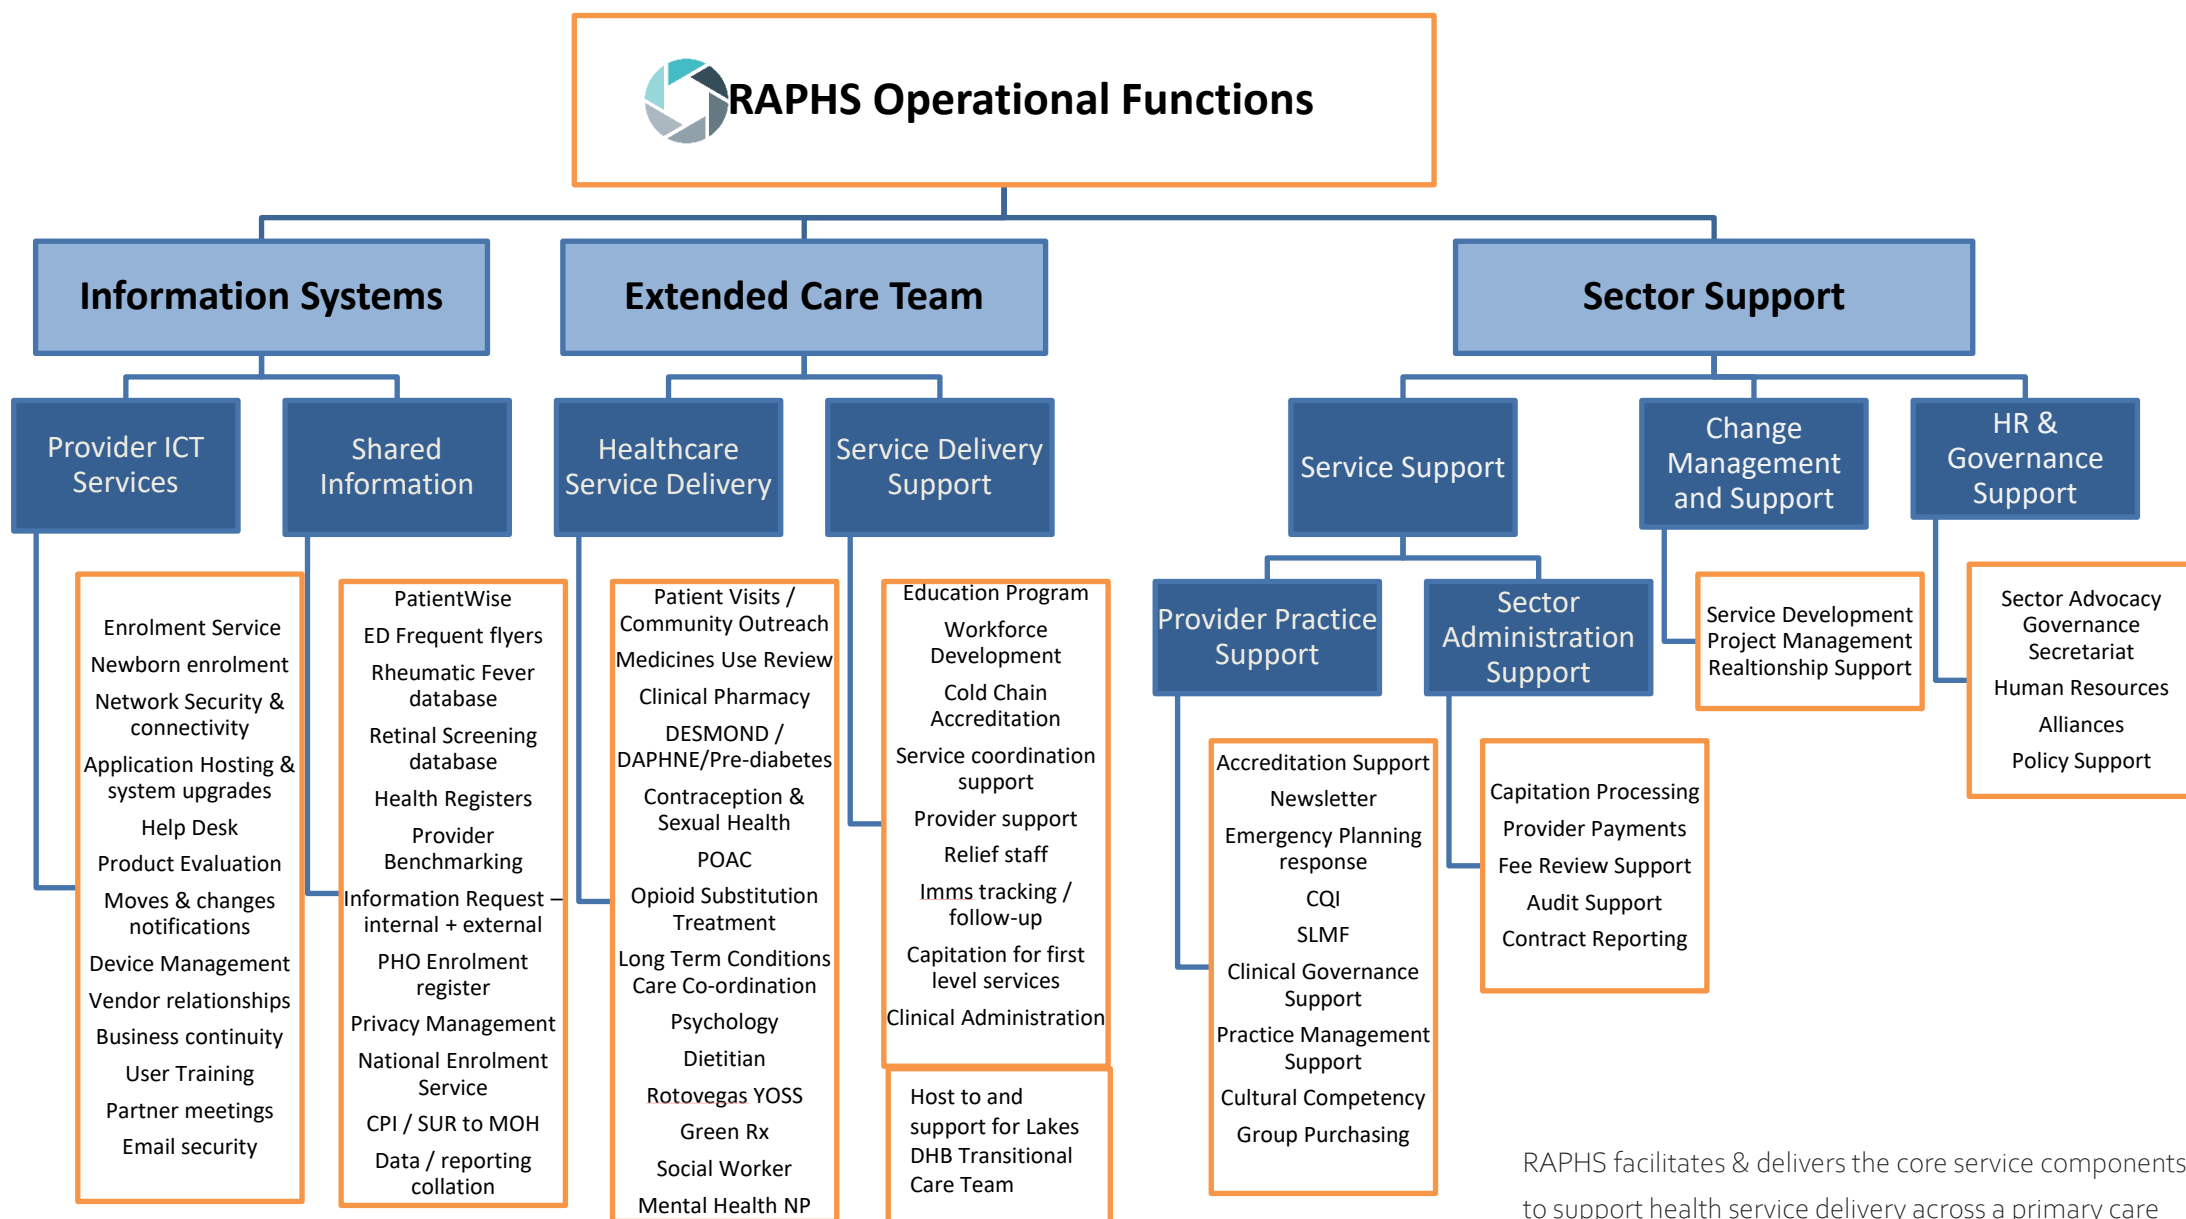 RAPHS Operational Functions
Information Systems
Extended Care Team
Sector Support
Provider ICT
Services
Shared
Information
Healthcare
Service Delivery
Service Delivery
Support
Service Support
Change
Management
and Support
HR &
Governance
Support
Provider Practice
Support
Sector
Administration
Support
Enrolment Service
Newborn enrolment
Network Security &
connectivity
Application Hosting &
system upgrades
Help Desk
Product Evaluation
Moves & changes
notifications
Device Management
Vendor relationships
Business continuity
User Training
Partner meetings
Email security
PatientWise
ED Frequent flyers
Rheumatic Fever
database
Retinal Screening
database
Health Registers
Provider
Benchmarking
Information Request –
internal + external
PHO Enrolment
register
Privacy Management
National Enrolment
Service
CPI / SUR to MOH
Data / reporting
collation
Patient Visits /
Community Outreach
Medicines Use Review
Clinical Pharmacy
DESMOND /
DAPHNE/Pre-diabetes
Contraception &
Sexual Health
POAC
Opioid Substitution
Treatment
Long Term Conditions
Care Co-ordination
Psychology
Dietitian
Rotovegas YOSS
Green Rx
Social Worker
Mental Health NP
Education Program
Workforce
Development
Cold Chain
Accreditation
Service coordination
support
Provider support
Relief staff
Imms tracking /
follow-up
Capitation for first
level services
Clinical Administration
Host to and
support for Lakes
DHB Transitional
Care Team
Accreditation Support
Newsletter
Emergency Planning
response
CQI
SLMF
Clinical Governance
Support
Practice Management
Support
Cultural Competency
Group Purchasing
Capitation Processing
Provider Payments
Fee Review Support
Audit Support
Contract Reporting
Service Development
Project Management
Realtionship Support
Sector Advocacy
Governance
Secretariat
Human Resources
Alliances
Policy Support
RAPHS facilitates & delivers the core service components
to support health service delivery across a primary care